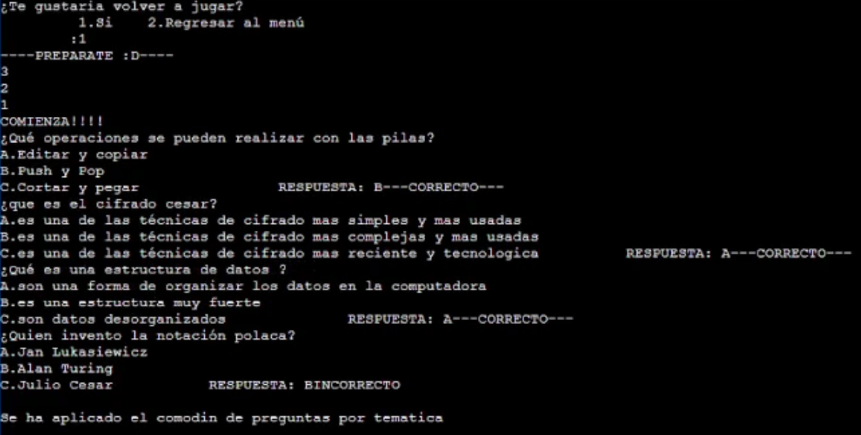 ¿Te gustaria volver a jugar?
1.Si 2.Regresar al menú
:1
----PREPARATE :D----
3
2
1
COMIENZA!!!!
¿Qué operaciones se pueden realizar con las pilas?
A.Editar y copiar
B.Push y Pop
C.Cortar y pegar RESPUESTA: B---CORRECTO---
¿que es el cifrado cesar?
A.es una de las técnicas de cifrado mas simples y mas usadas
B.es una de las técnicas de cifrado mas complejas y mas usadas
C.es una de las técnicas de cifrado mas reciente y tecnologica RESPUESTA: A---CORRECTO---
¿Qué es una estructura de datos ?
A.son una forma de organizar los datos en la computadora
B.es una estructura muy fuerte
C.son datos desorganizados RESPUESTA: A---CORRECTO---
¿Quien invento la notación polaca?
A.Jan Lukasiewicz
B.Alan Turing
C.Julio Cesar RESPUESTA: BINCORRECTO
Se ha aplicado el comodin de preguntas por tematica